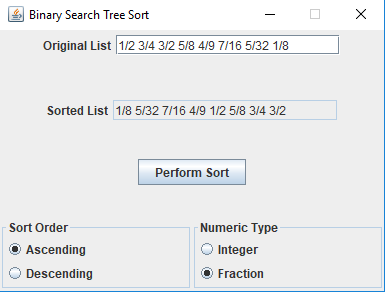 Binary Search Tree Sort
Original List 1/2 3/4 3/2 5/8 4/9 7/16 5/32 1/8
Sorted List 1/8 5/32 7/16 4/9 1/2 5/8 3/4 3/2
Perform Sort
Sort Order Numeric Type
Ascending Integer
Descending Fraction